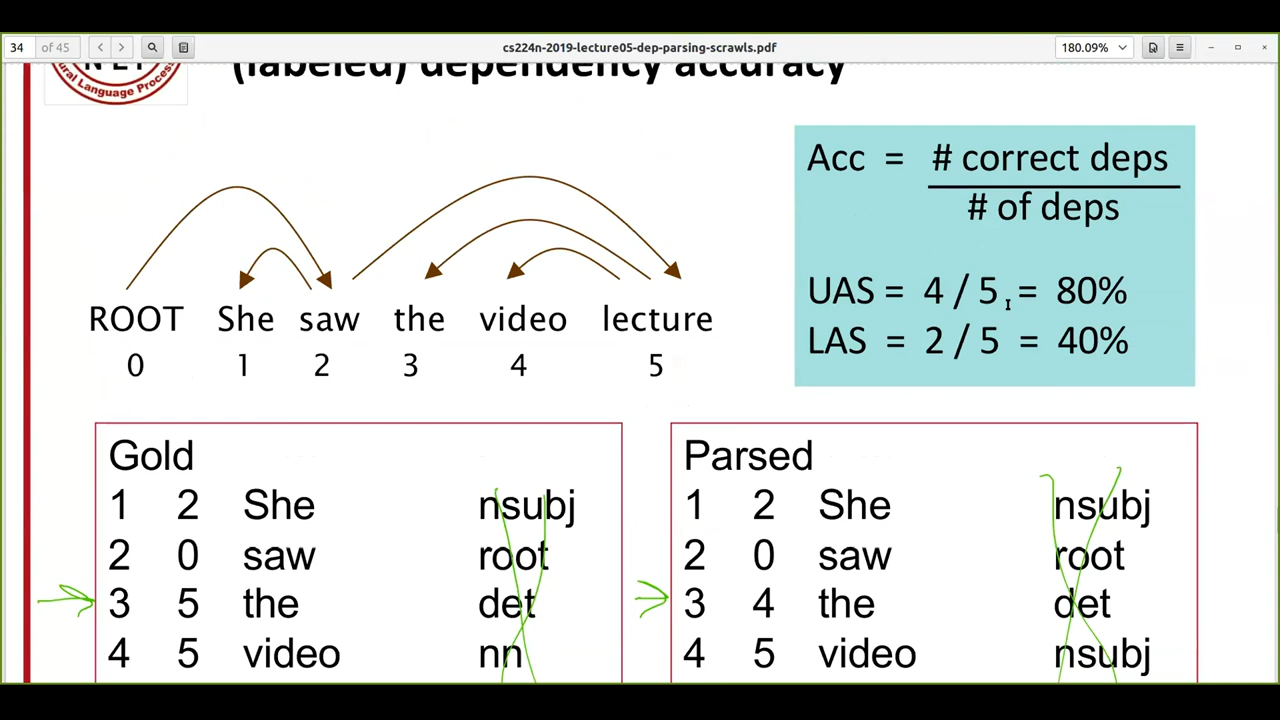 34 of 45
cs224n-2019-lecture05-dep-parsing-scrawls.pdf
180.09%
(labeled) dependency accuracy
Natural Language Process
Acc = # correct deps
# of deps
UAS = 4 / 5 = 80%
LAS = 2 / 5 = 40%
ROOT She saw the video lecture
0 1 2 3 4 5
Gold
1 2 She nsubj
2 0 saw root
3 5 the det
4 5 video nn
Parsed
1 2 She nsubj
2 0 saw root
3 4 the det
4 5 video nsubj